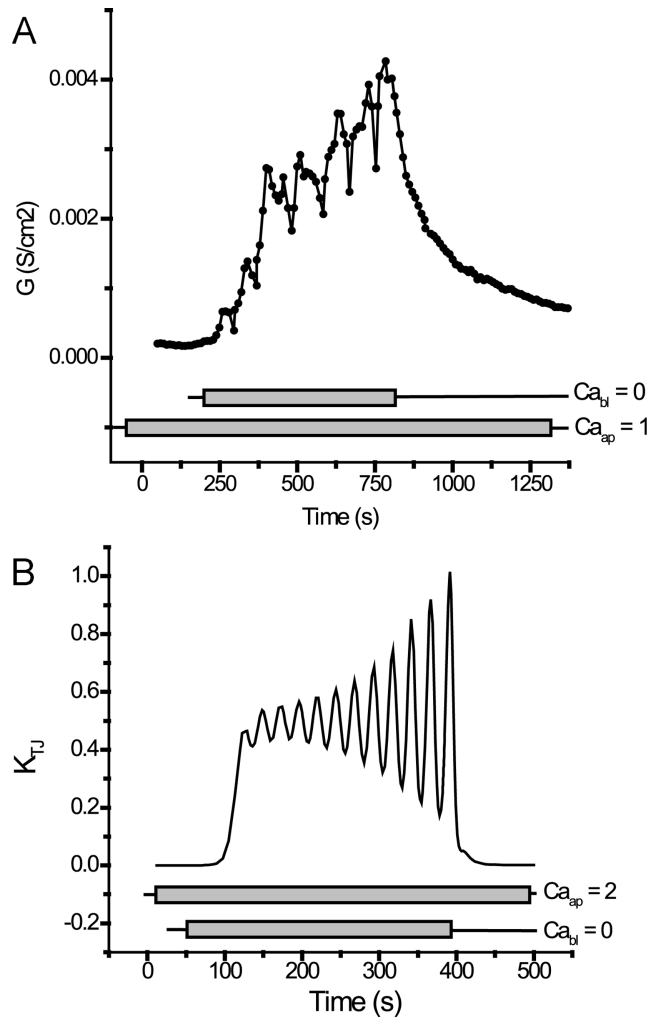 A
0.004
0.002
0.000
G (S/cm2)
Ca_bl = 0
Ca_ap = 1
0 250 500 750 1000 1250
Time (s)
B
1.0
0.8
0.6
0.4
0.2
0.0
-0.2
K_TJ
Ca_ap = 2
Ca_bl = 0
0 100 200 300 400 500
Time (s)